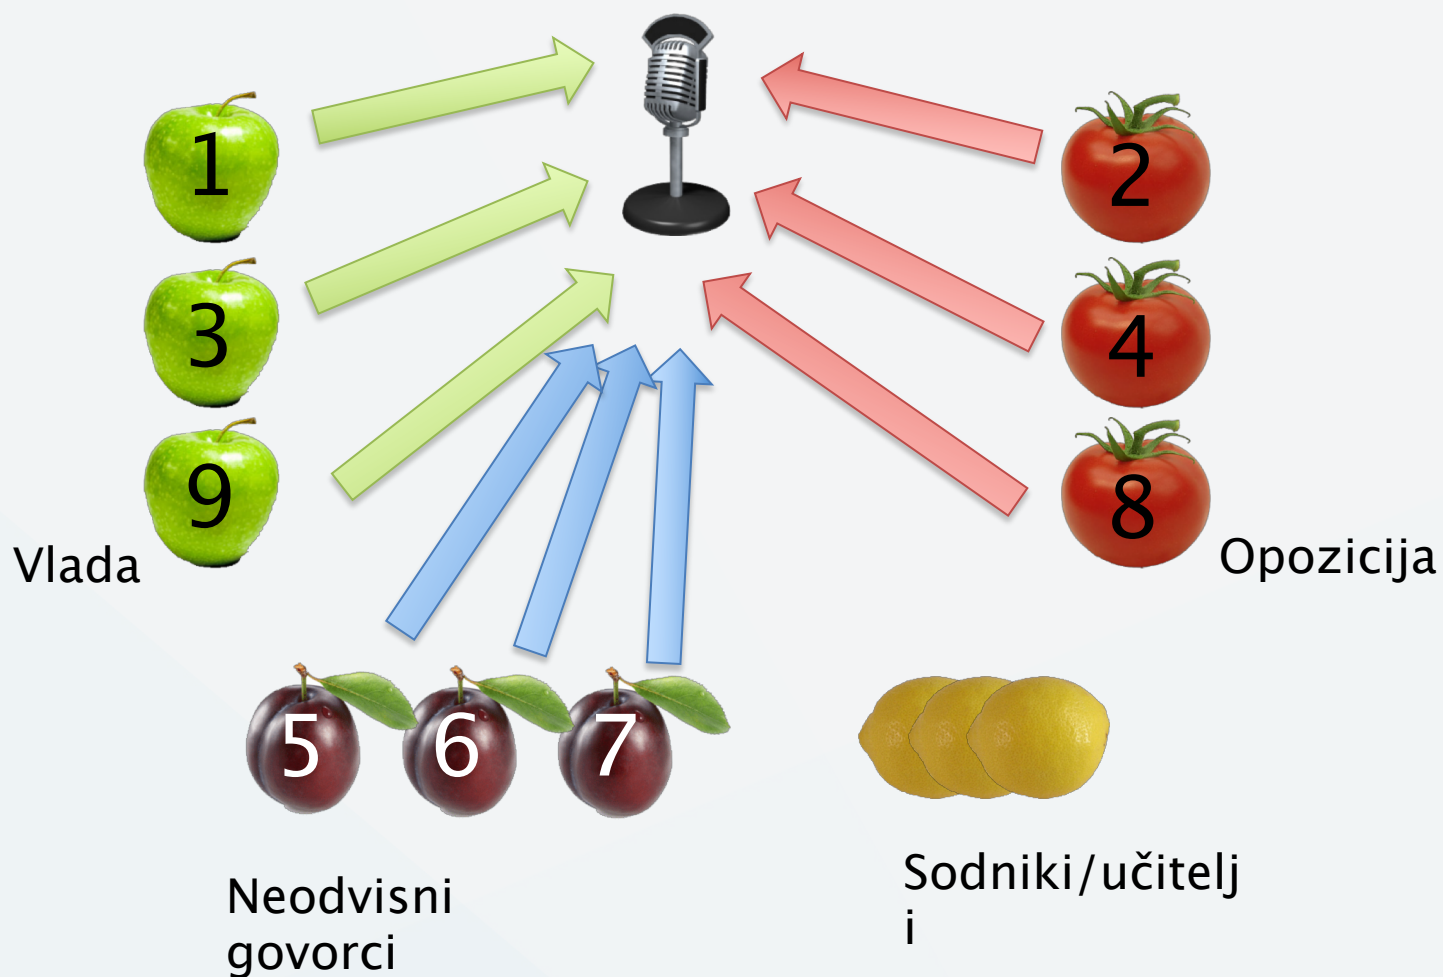 1
2
3
4
9
8
Vlada
Opozicija
5 6 7
Neodvisni
govorci
Sodniki/učitelj
i